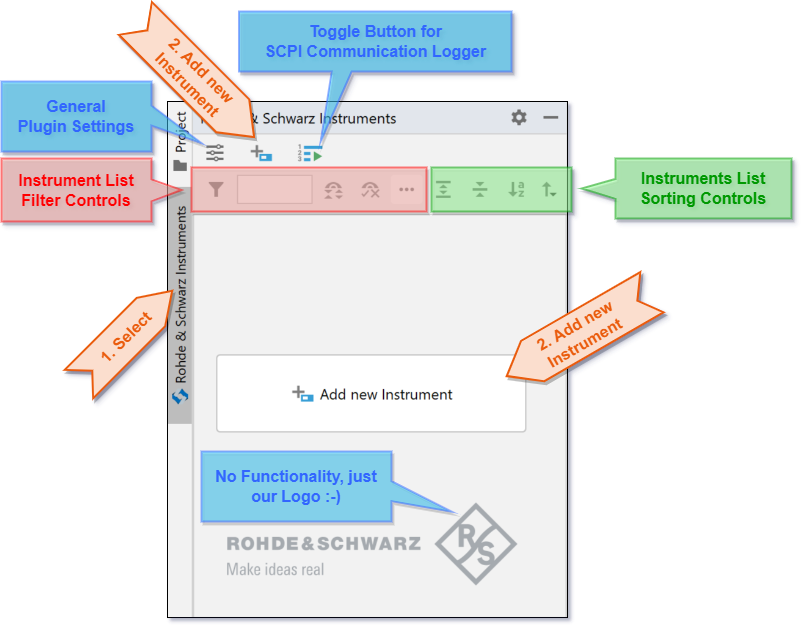 Toggle Button for
SCPI Communication Logger
2. Add new
Instrument
General
Plugin Settings
& Schwarz Instruments
Project
Instrument List
Filter Controls
Instruments List
Sorting Controls
Rohde & Schwarz Instruments
1. Select
2. Add new
Instrument
Add new Instrument
No Functionality, just
our Logo :-)
ROHDE&SCHWARZ
Make ideas real
R
S